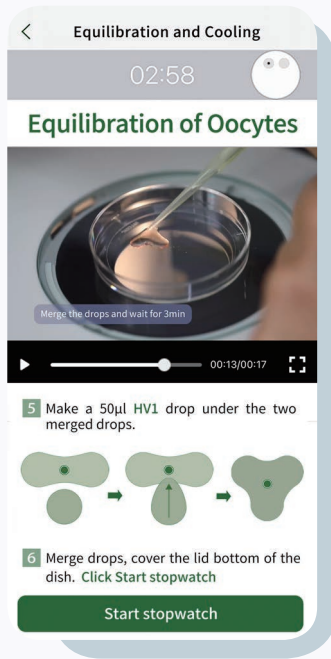 Equilibration and Cooling
02:58
Equilibration of Oocytes
Merge the drops and wait for 3min
00:13/00:17
5 Make a 50μl HV1 drop under the two
merged drops.
6 Merge drops, cover the lid bottom of the
dish. Click Start stopwatch
Start stopwatch